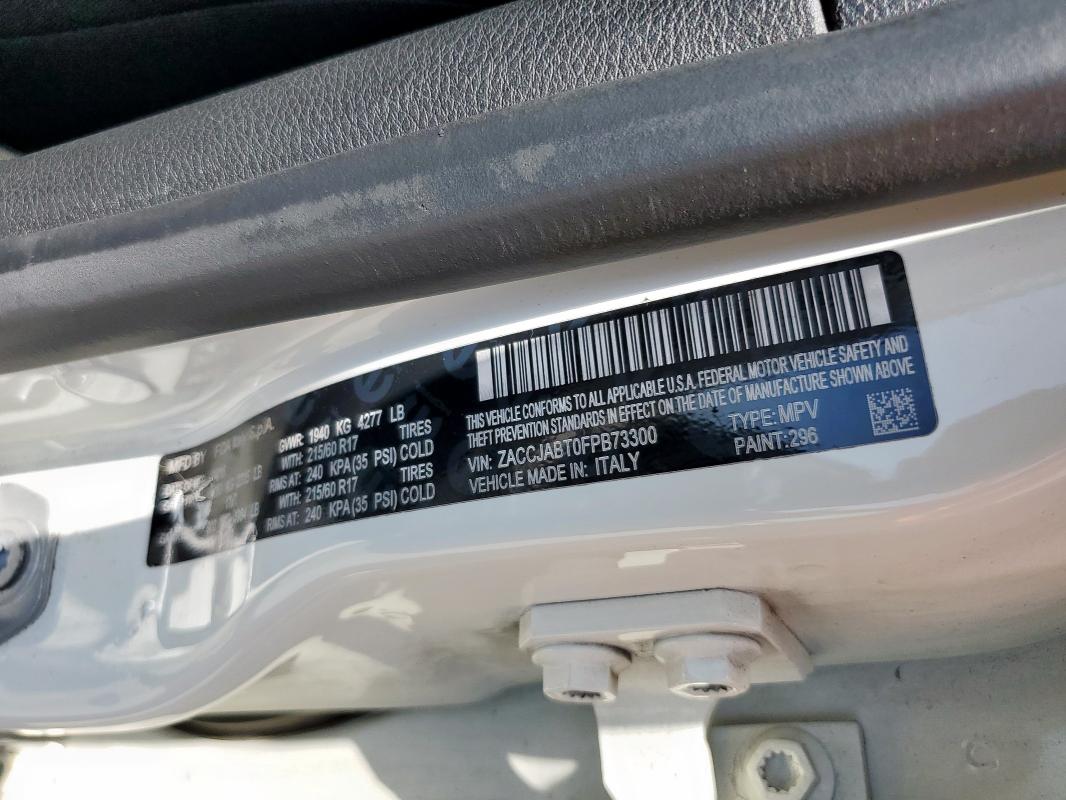 MFD BY
GVWR: 1940 KG 4277 LB
WITH: 215/60 R17 TIRES
RIMS AT: 240 KPA(35 PSI) COLD
WITH: 215/60 R17 TIRES
RIMS AT: 240 KPA(35 PSI) COLD
THIS VEHICLE CONFORMS TO ALL APPLICABLE U.S.A. FEDERAL MOTOR VEHICLE SAFETY AND
THEFT PREVENTION STANDARDS IN EFFECT ON THE DATE OF MANUFACTURE SHOWN ABOVE
VIN: ZACCJABT0FPB73300 TYPE: MPV
VEHICLE MADE IN: ITALY PAINT: 296
C